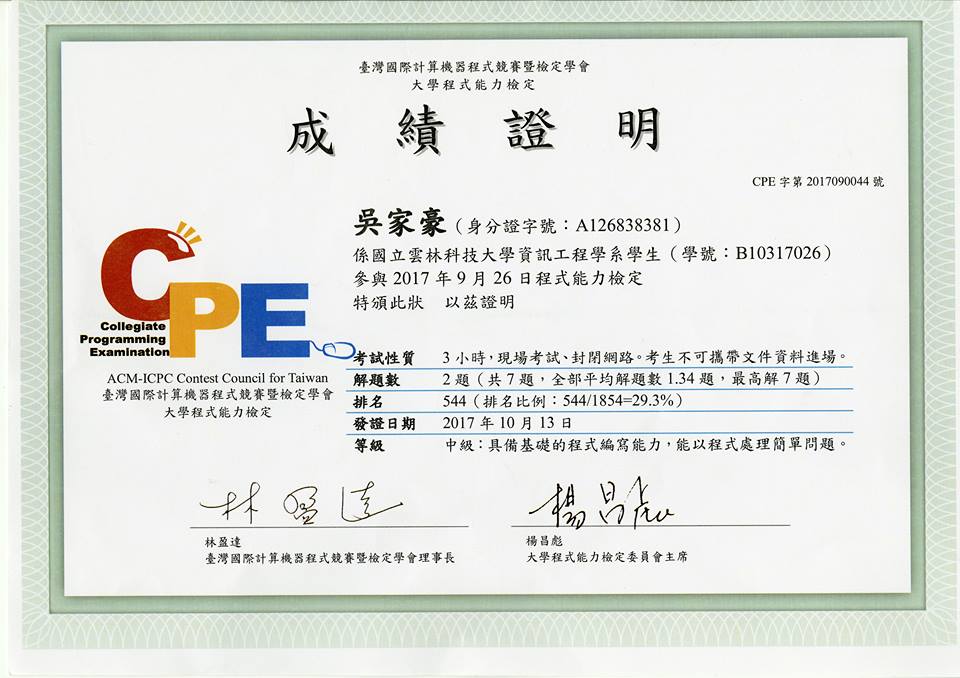 臺灣國際計算機器程式競賽暨檢定學會
大學程式能力檢定
成績證明
CPE 字第 2017090044 號
吳家豪（身分證字號：A126838381）
係國立雲林科技大學資訊工程學系學生（學號：B10317026）
參與 2017 年 9 月 26 日程式能力檢定
特頒此狀　以茲證明
CPE
Collegiate
Programming
Examination
ACM-ICPC Contest Council for Taiwan
臺灣國際計算機器程式競賽暨檢定學會
大學程式能力檢定
考試性質　3 小時，現場考試、封閉網路。考生不可攜帶文件資料進場。
解題數　2 題（共 7 題，全部平均解題數 1.34 題，最高解 7 題）
排名　544（排名比例：544/1854=29.3%）
發證日期　2017 年 10 月 13 日
等級　中級：具備基礎的程式編寫能力，能以程式處理簡單問題。
林盈達　楊昌彪
林盈達　楊昌彪
臺灣國際計算機器程式競賽暨檢定學會理事長　大學程式能力檢定委員會主席